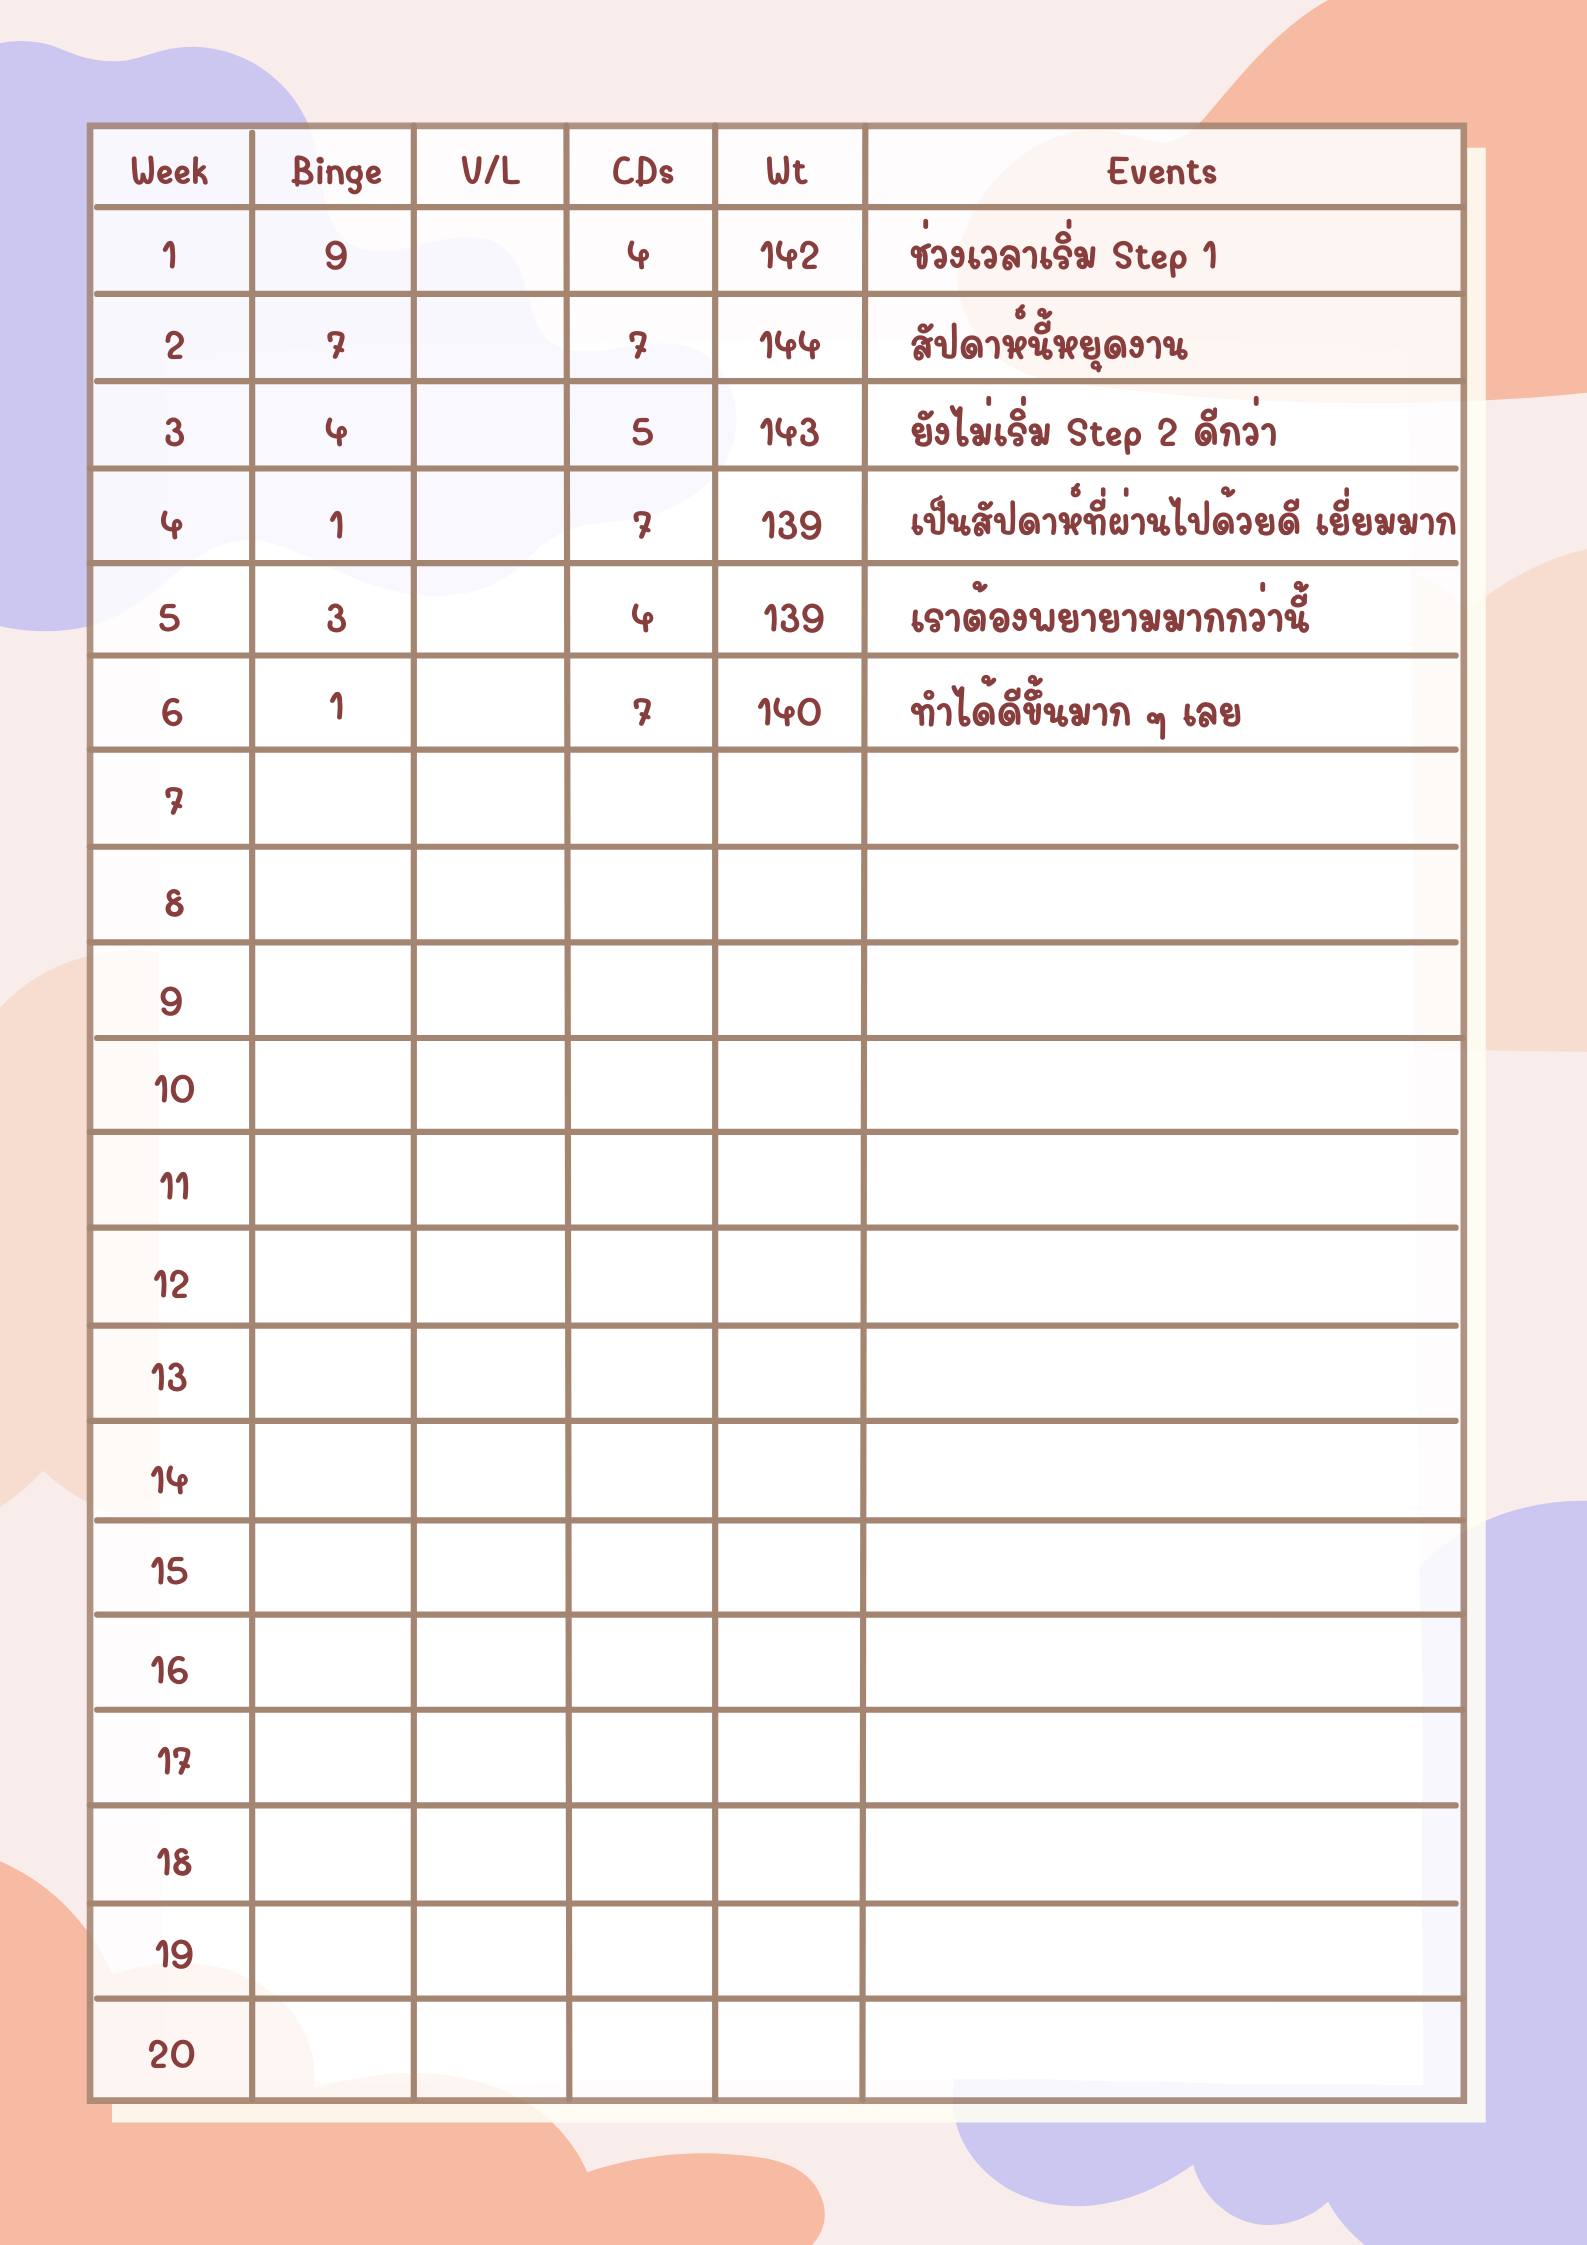 Week Binge V/L CDs Wt Events
1 9 4 142 ช่วงเวลาเริ่ม Step 1
2 7 7 144 สัปดาห์นี้หยุดงาน
3 4 5 143 ยังไม่เริ่ม Step 2 ดีกว่า
4 1 7 139 เป็นสัปดาห์ที่ผ่านไปด้วยดี เยี่ยมมาก
5 3 4 139 เราต้องพยายามมากกว่านี้
6 1 7 140 ทำได้ดีขึ้นมาก ๆ เลย
7
8
9
10
11
12
13
14
15
16
17
18
19
20